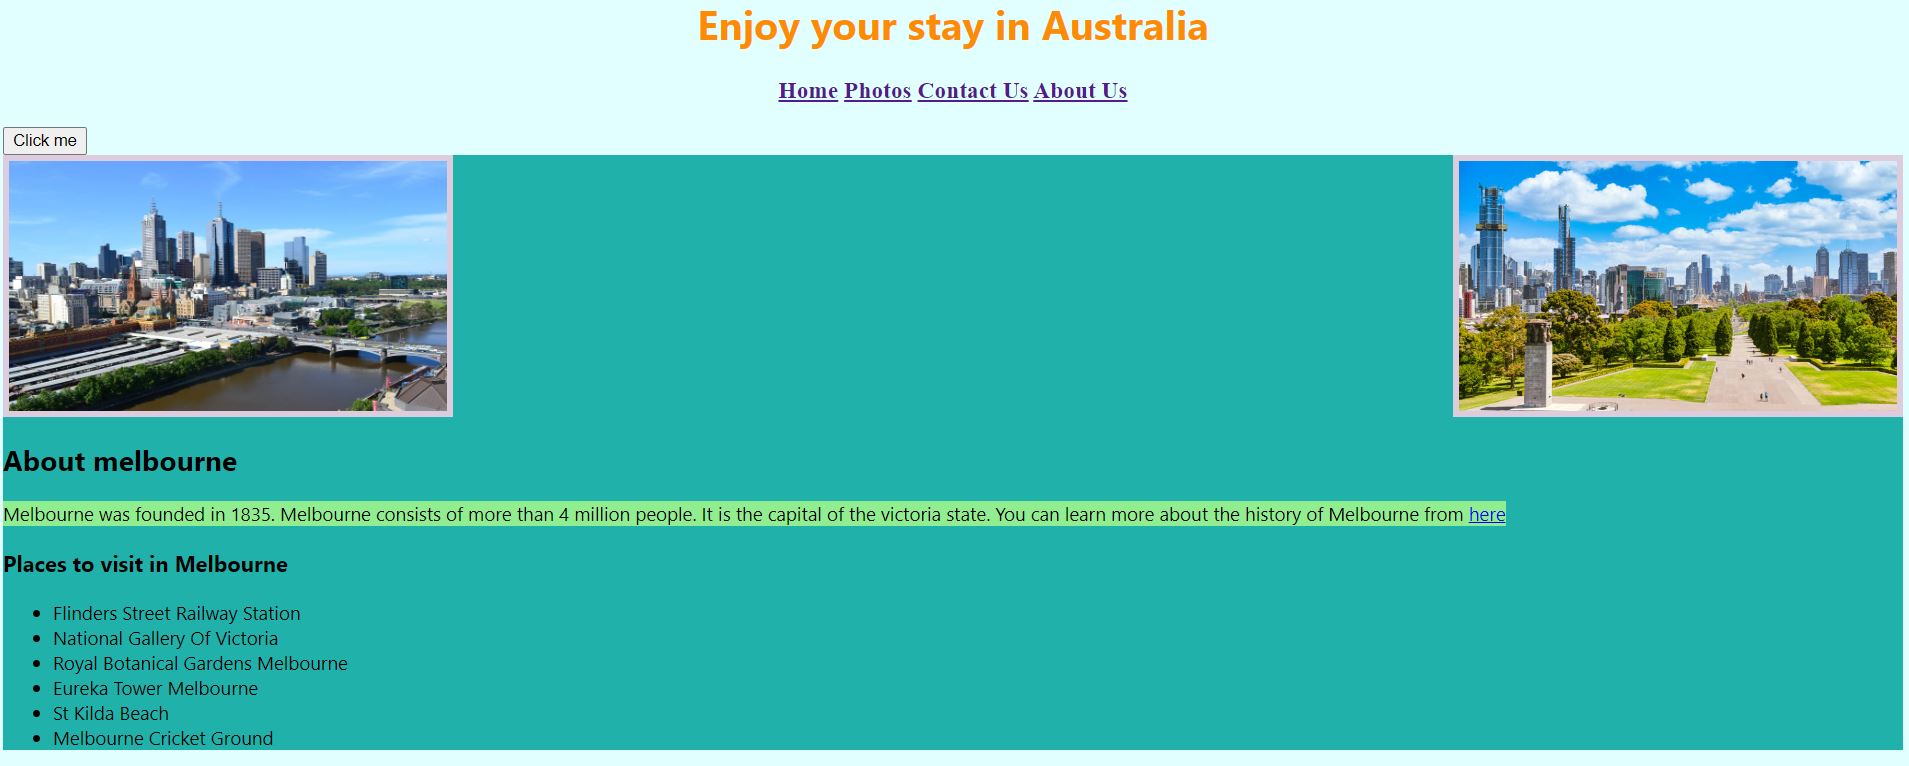 Enjoy your stay in Australia
Home Photos Contact Us About Us
Click me
About melbourne
Melbourne was founded in 1835. Melbourne consists of more than 4 million people. It is the capital of the victoria state. You can learn more about the history of Melbourne from here
Places to visit in Melbourne
Flinders Street Railway Station
National Gallery Of Victoria
Royal Botanical Gardens Melbourne
Eureka Tower Melbourne
St Kilda Beach
Melbourne Cricket Ground